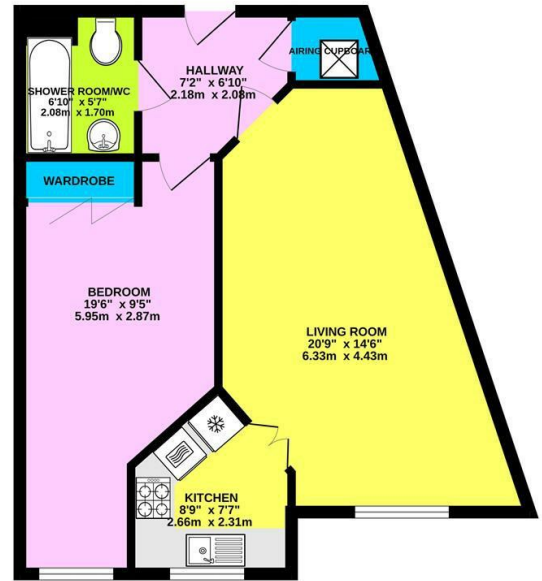 AIRING CUPBOAR
HALLWAY
7'2" x 6'10"
2.18m x 2.08m
SHOWER ROOM/WC
6'10" x 5'7"
2.08m x 1.70m
WARDROBE
BEDROOM
19'6" x 9'5"
5.95m x 2.87m
LIVING ROOM
20'9" x 14'6"
6.33m x 4.43m
KITCHEN
8'9" x 7'7"
2.66m x 2.31m